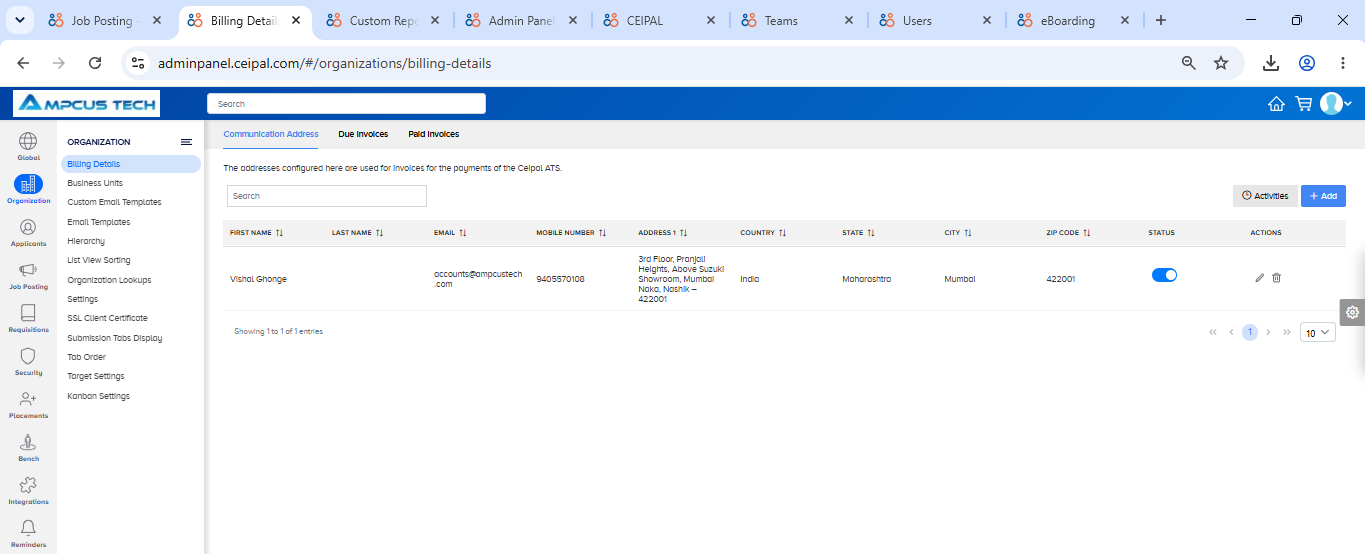 Job Posting -
Billing Detail
Custom Repo
Admin Panel
CEIPAL
Teams
Users
eBoarding
adminpanel.ceipal.com/#/organizations/billing-details
AMPCUS TECH
Search
Global
Organization
Applicants
Job Posting
Requisitions
Security
Placements
Bench
Integrations
Reminders
ORGANIZATION
Billing Details
Business Units
Custom Email Templates
Email Templates
Hierarchy
List View Sorting
Organization Lookups
Settings
SSL Client Certificate
Submission Tabs Display
Tab Order
Target Settings
Kanban Settings
Communication Address
Due Invoices
Paid Invoices
The addresses configured here are used for invoices for the payments of the Ceipal ATS.
Search
Activities
+ Add
FIRST NAME
LAST NAME
EMAIL
MOBILE NUMBER
ADDRESS 1
COUNTRY
STATE
CITY
ZIP CODE
STATUS
ACTIONS
Vishal Ghonge
accounts@ampcustech
.com
9405570108
3rd Floor, Pranjali
Heights, Above Suzuki
Showroom, Mumbai
Naka, Nashik –
422001
India
Maharashtra
Mumbai
422001
Showing 1 to 1 of 1 entries
« ‹ 1 › »
10